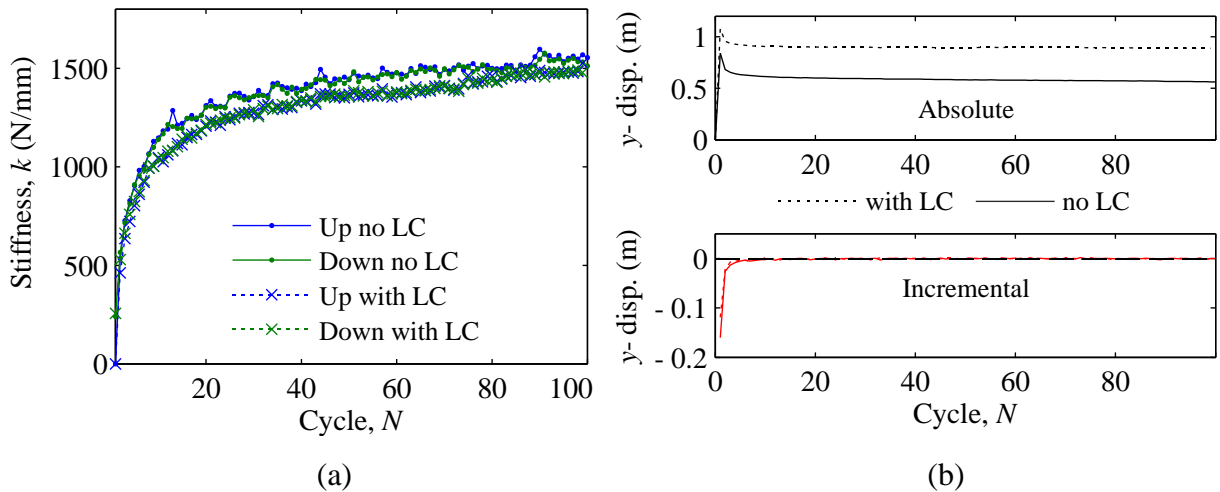 Stiffness, k (N/mm)
1500
1000
500
0
20
40
60
80
100
Cycle, N
Up no LC
Down no LC
Up with LC
Down with LC
(a)
y- disp. (m)
1
0.5
0
Absolute
0
20
40
60
80
with LC
no LC
y- disp. (m)
0
- 0.1
- 0.2
Incremental
0
20
40
60
80
Cycle, N
(b)